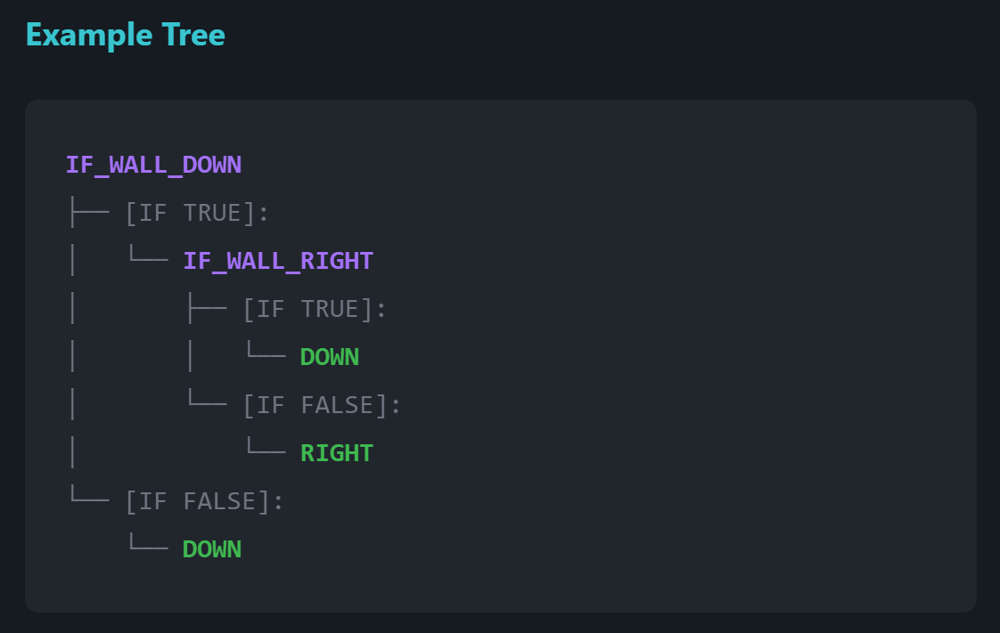 Example Tree
IF_WALL_DOWN
├── [IF TRUE]:
│   └── IF_WALL_RIGHT
│       ├── [IF TRUE]:
│       │   └── DOWN
│       └── [IF FALSE]:
│           └── RIGHT
└── [IF FALSE]:
    └── DOWN